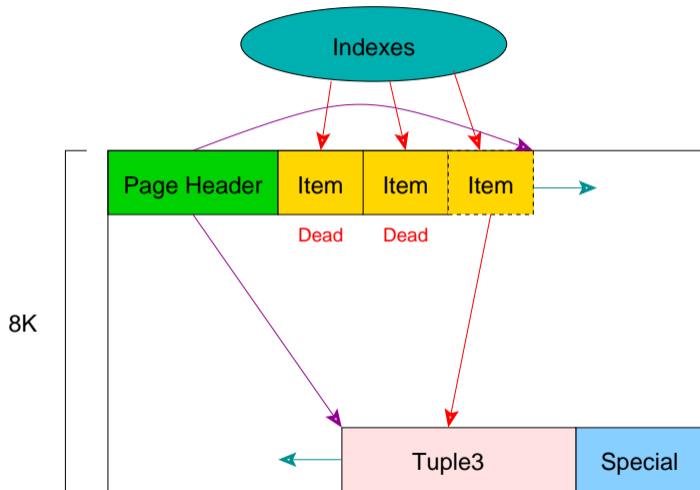 Indexes
Page Header Item Item Item
Dead Dead
8K
Tuple3 Special